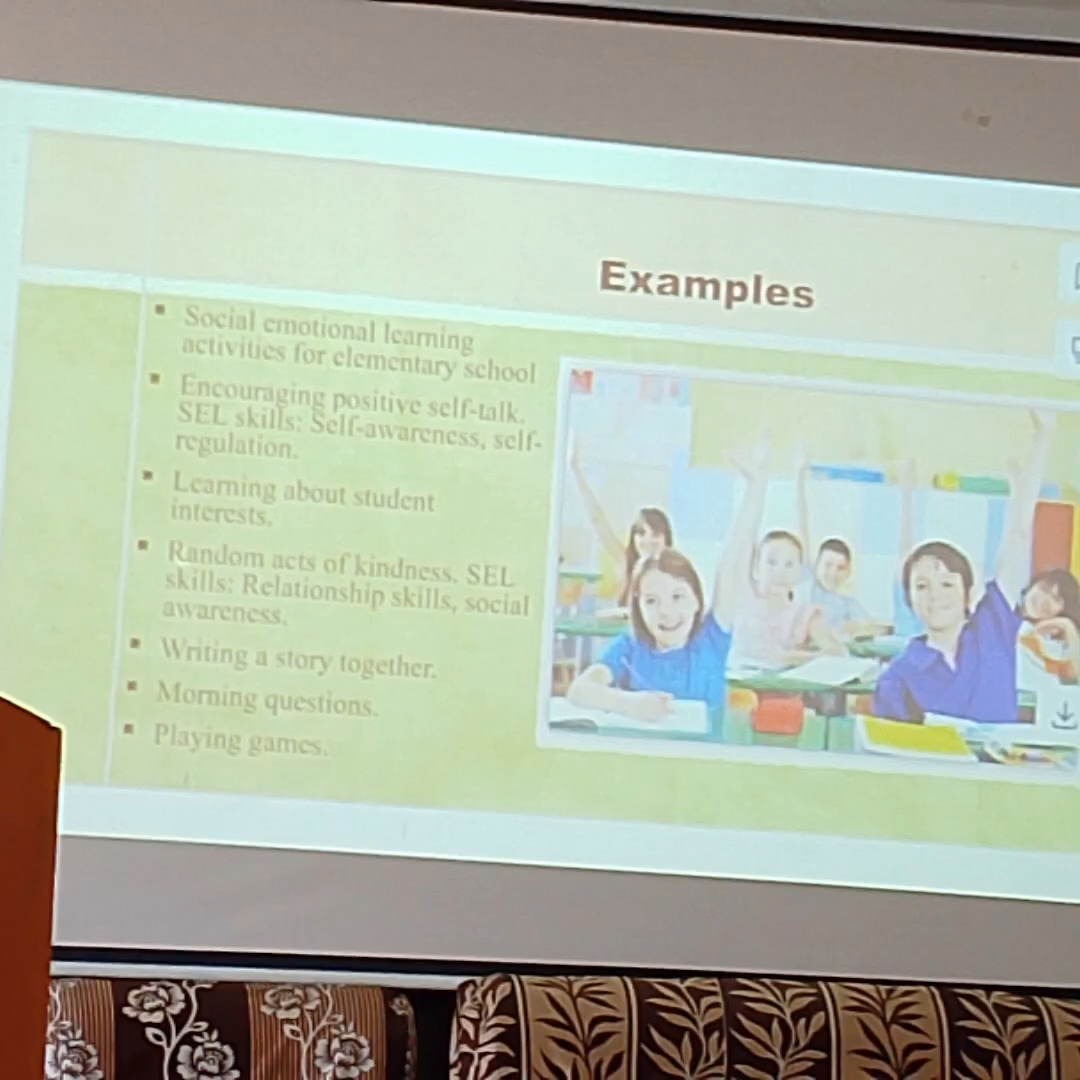 Examples
Social emotional learning
activities for elementary school
Encouraging positive self-talk.
SEL skills: Self-awareness, self-
regulation.
Learning about student
interests.
Random acts of kindness. SEL
skills: Relationship skills, social
awareness.
Writing a story together.
Morning questions.
Playing games.